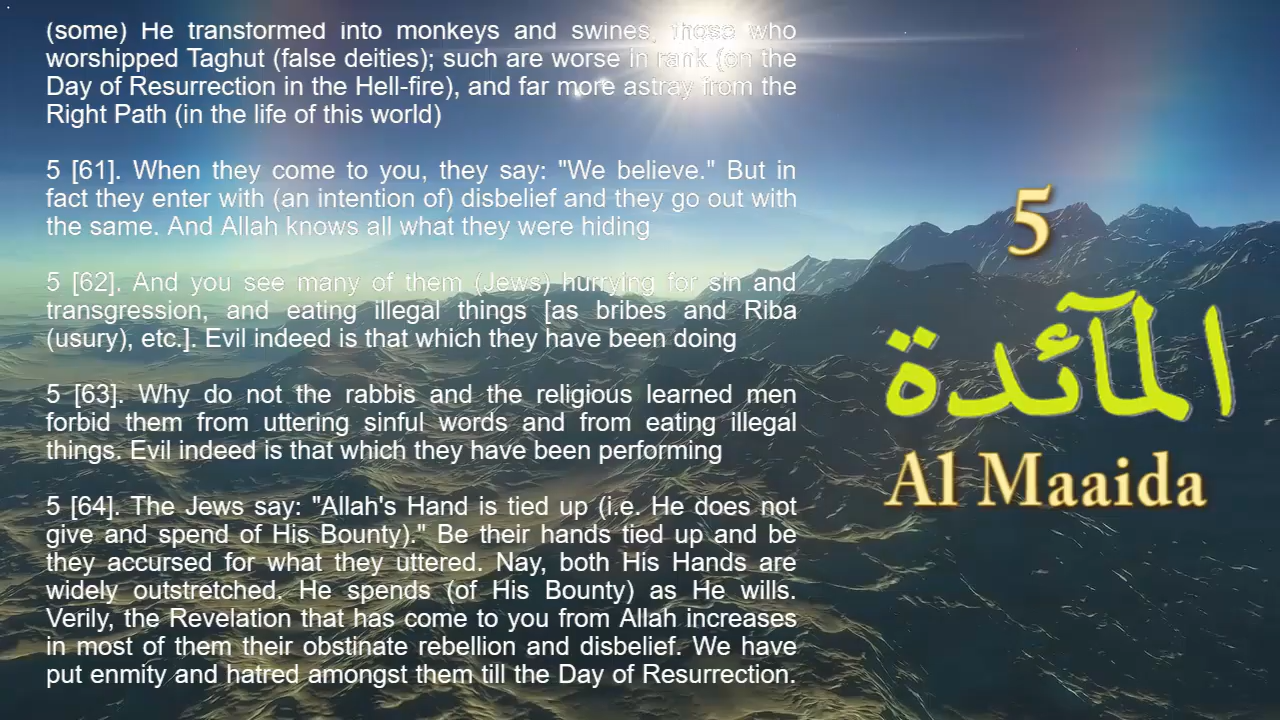 (some) He transformed into monkeys and swines, those who
worshipped Taghut (false deities); such are worse in rank (on the
Day of Resurrection in the Hell-fire), and far more astray from the
Right Path (in the life of this world)
5 [61]. When they come to you, they say: "We believe." But in
fact they enter with (an intention of) disbelief and they go out with
the same. And Allah knows all what they were hiding
5 [62]. And you see many of them (Jews) hurrying for sin and
transgression, and eating illegal things [as bribes and Riba
(usury), etc.]. Evil indeed is that which they have been doing
5 [63]. Why do not the rabbis and the religious learned men
forbid them from uttering sinful words and from eating illegal
things. Evil indeed is that which they have been performing
5 [64]. The Jews say: "Allah's Hand is tied up (i.e. He does not
give and spend of His Bounty)." Be their hands tied up and be
they accursed for what they uttered. Nay, both His Hands are
widely outstretched. He spends (of His Bounty) as He wills.
Verily, the Revelation that has come to you from Allah increases
in most of them their obstinate rebellion and disbelief. We have
put enmity and hatred amongst them till the Day of Resurrection.
5
المآئدة
Al Maaida